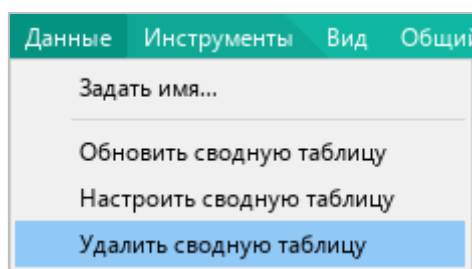 Данные Инструменты Вид Общий
Задать имя...
Обновить сводную таблицу
Настроить сводную таблицу
Удалить сводную таблицу